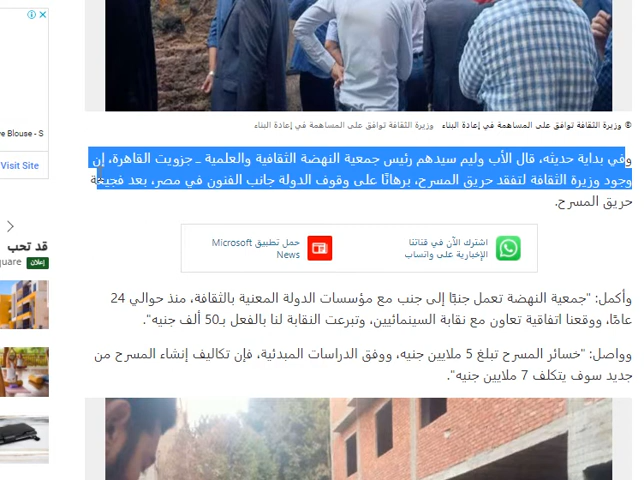 © وزيرة الثقافة توافق على المساهمة في إعادة البناء وزيرة الثقافة توافق على المساهمة في إعادة البناء
وفي بداية حديثه، قال الأب وليم سيدهم رئيس جمعية النهضة الثقافية والعلمية ـ جزويت القاهرة، إن
وجود وزيرة الثقافة لتفقد حريق المسرح، برهانًا على وقوف الدولة جانب الفنون في مصر، بعد فجيعة
حريق المسرح.
اشترك الآن في قناتنا
الإخبارية على واتساب
حمل تطبيق Microsoft
News
وأكمل: "جمعية النهضة تعمل جنبًا إلى جنب مع مؤسسات الدولة المعنية بالثقافة، منذ حوالي 24
عامًا، ووقعنا اتفاقية تعاون مع نقابة السينمائيين، وتبرعت النقابة لنا بالفعل بـ50 ألف جنيه".
وواصل: "خسائر المسرح تبلغ 5 ملايين جنيه، ووفق الدراسات المبدئية، فإن تكاليف إنشاء المسرح من
جديد سوف يتكلف 7 ملايين جنيه".
e Blouse - S
Visit Site
قد تحب
إعلان
quare